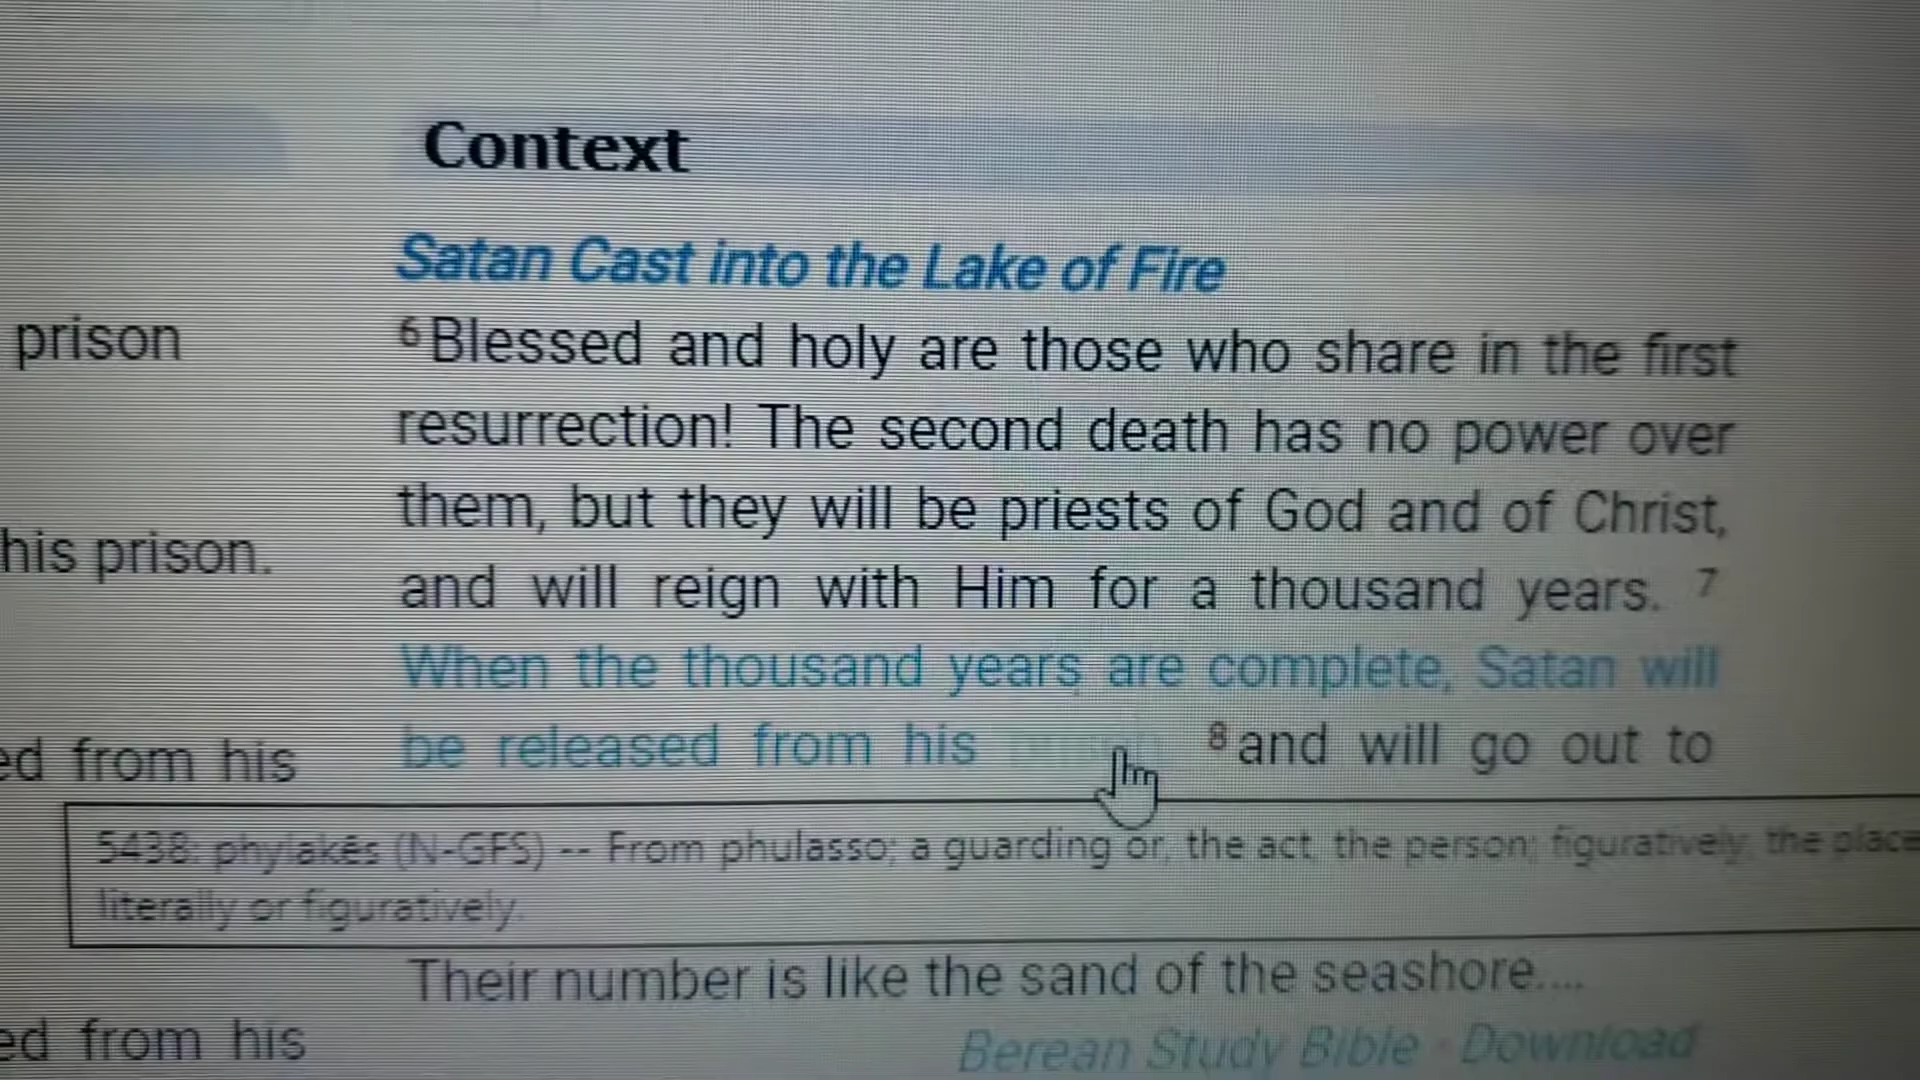 Context
Satan Cast into the Lake of Fire
prison
6 Blessed and holy are those who share in the first
resurrection! The second death has no power over
them, but they will be priests of God and of Christ,
his prison.
and will reign with Him for a thousand years. 7
When the thousand years are complete, Satan will
be released from his
8 and will go out to
ed from his
5438: phylakēs (N-GFS) -- From phulasso; a guarding or, the act, the person; figuratively, the place
literally or figuratively.
Their number is like the sand of the seashore....
ed from his
Berean Study Bible · Download